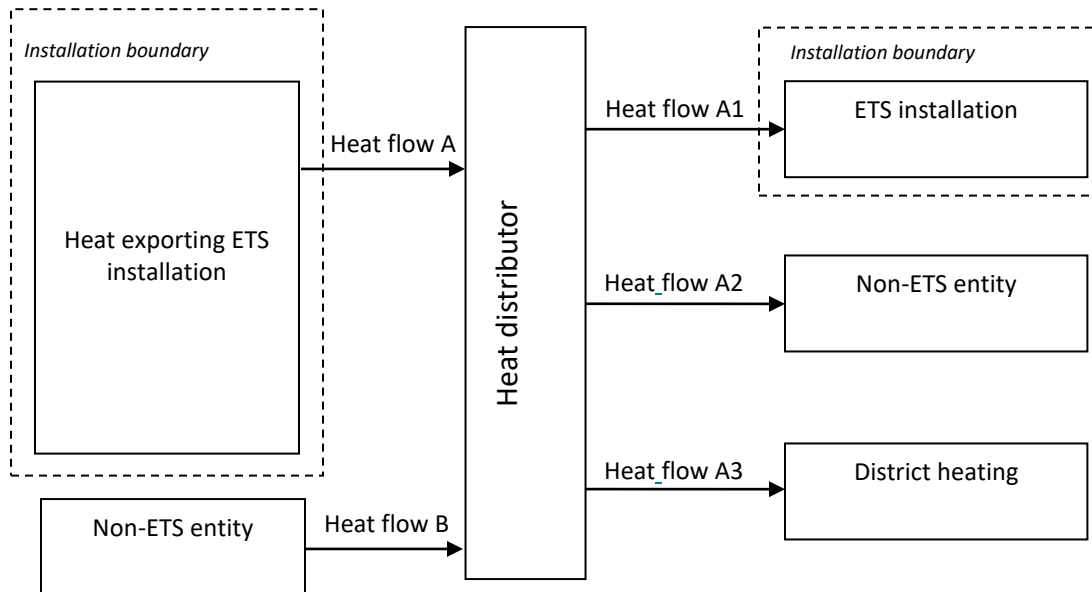 Installation boundary
Heat exporting ETS
installation
Heat flow A
Non-ETS entity
Heat flow B
Heat distributor
Installation boundary
Heat flow A1
ETS installation
Heat flow A2
Non-ETS entity
Heat flow A3
District heating